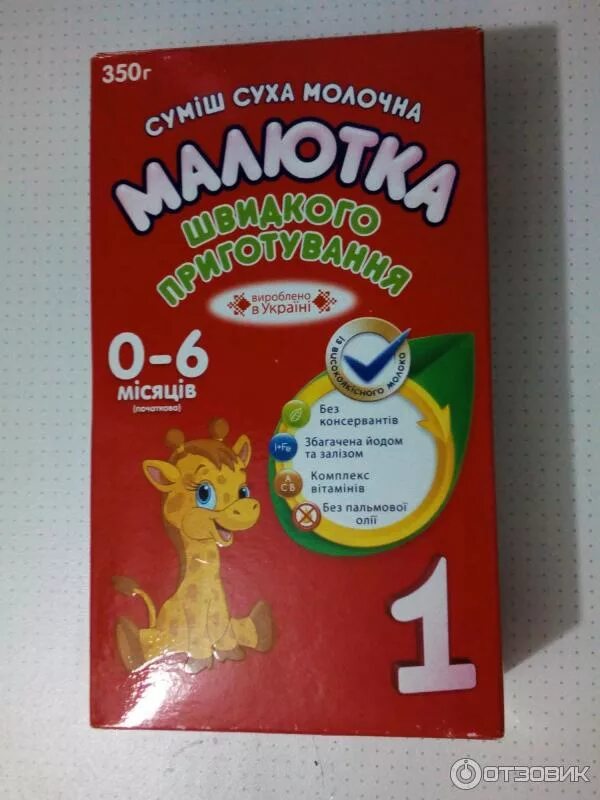 350г
СУМІШ СУХА МОЛОЧНА
МАЛЮТКА
ШВИДКОГО
ПРИГОТУВАННЯ
вироблено
в Україні
0-6
місяців
(початкова)
із високоякісного молока
Без
консервантів
I+Fe
Збагачена йодом
та залізом
A
C B
Комплекс
вітамінів
Без пальмової
олії
1
ОТЗОВИК